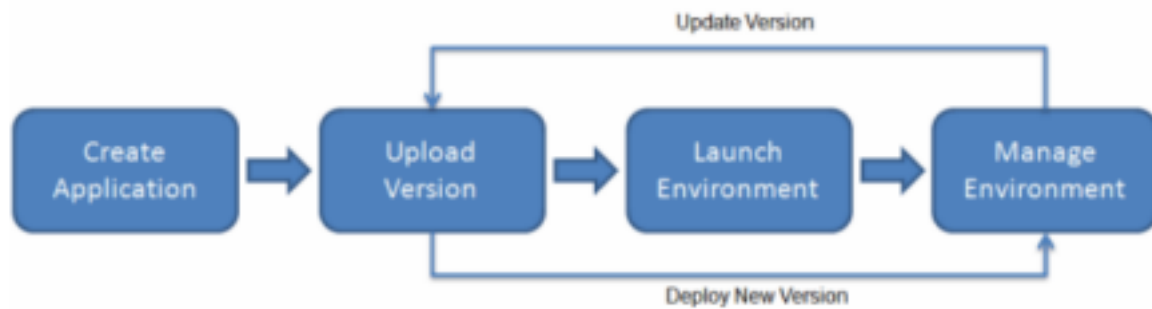 Update Version
Create
Application
Upload
Version
Launch
Environment
Manage
Environment
Deploy New Version